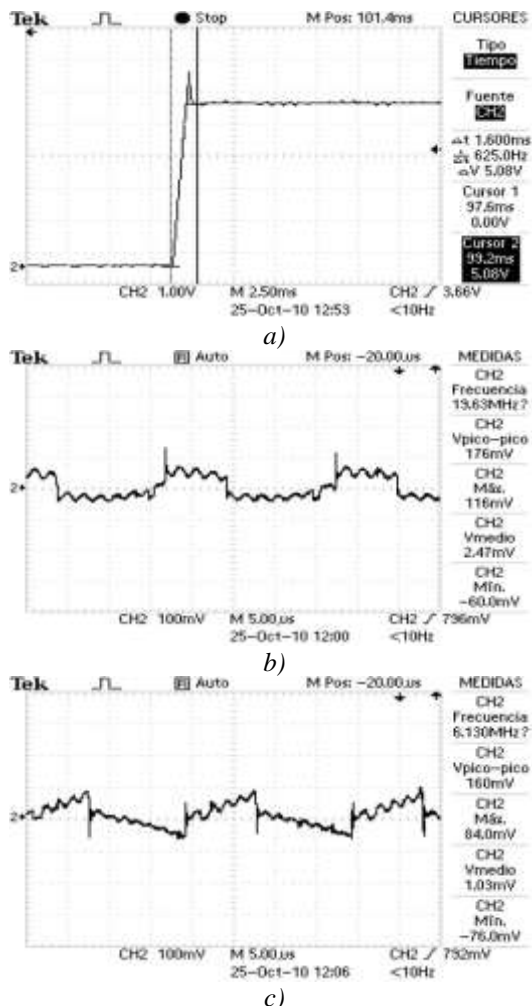 Tek Stop M Pos: 101.4ms CURSORES
Tipo
Tiempo
Fuente
CH2
△t 1.600ms
625.0Hz
△V 5.08V
Cursor 1
97.6ms
0.00V
Cursor 2
99.2ms
5.08V
2
CH2 1.00V M 2.50ms CH2 3.66V
25-Oct-10 12:53 <10Hz
a)
Tek Auto M Pos: -20.00us MEDIDAS
CH2
Frecuencia
13.63MHz?
CH2
Vpico-pico
176mV
CH2
Máx.
116mV
CH2
Vmedio
2.47mV
CH2
Mín.
-60.0mV
2
CH2 100mV M 5.00us CH2 796mV
25-Oct-10 12:00 <10Hz
b)
Tek Auto M Pos: -20.00us MEDIDAS
CH2
Frecuencia
6.130MHz?
CH2
Vpico-pico
160mV
CH2
Máx.
84.0mV
CH2
Vmedio
1.03mV
CH2
Mín.
-76.0mV
2
CH2 100mV M 5.00us CH2 792mV
25-Oct-10 12:06 <10Hz
c)